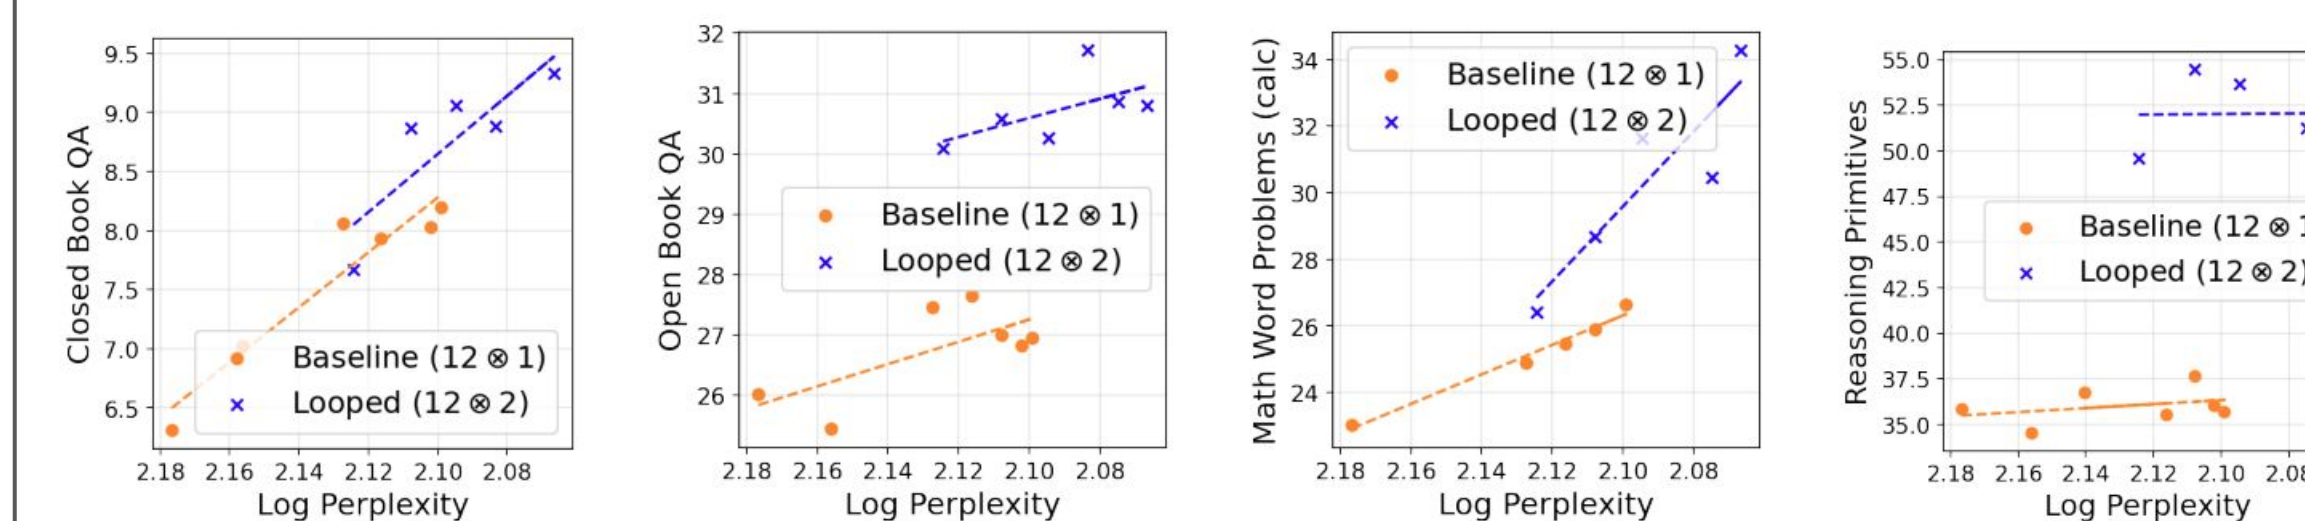 9.5
9.0
8.5
8.0
7.5
7.0
6.5
Closed Book QA
Baseline (12 ⊗ 1)
Looped (12 ⊗ 2)
2.18 2.16 2.14 2.12 2.10 2.08
Log Perplexity
32
31
30
29
28
27
26
Open Book QA
Baseline (12 ⊗ 1)
Looped (12 ⊗ 2)
2.18 2.16 2.14 2.12 2.10 2.08
Log Perplexity
34
32
30
28
26
24
Math Word Problems (calc)
Baseline (12 ⊗ 1)
Looped (12 ⊗ 2)
2.18 2.16 2.14 2.12 2.10 2.08
Log Perplexity
55.0
52.5
50.0
47.5
45.0
42.5
40.0
37.5
35.0
Reasoning Primitives
Baseline (12 ⊗ 1
Looped (12 ⊗ 2)
2.18 2.16 2.14 2.12 2.10 2.08
Log Perplexity